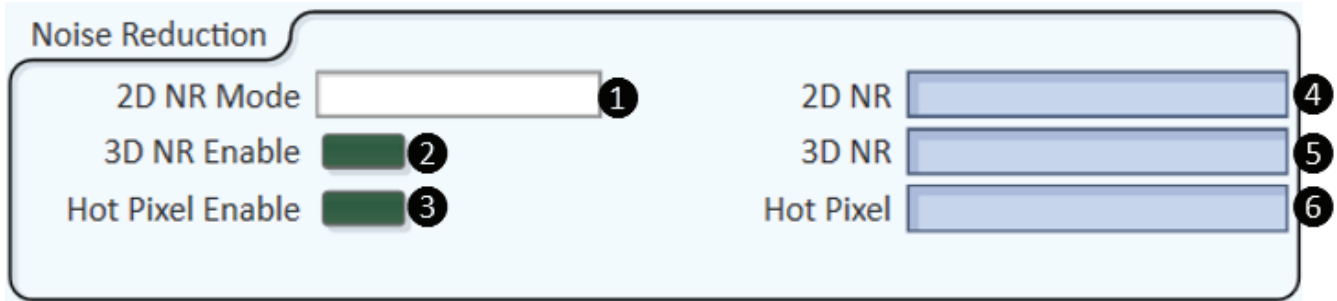 Noise Reduction
2D NR Mode 1 2D NR 4
3D NR Enable 2 3D NR 5
Hot Pixel Enable 3 Hot Pixel 6